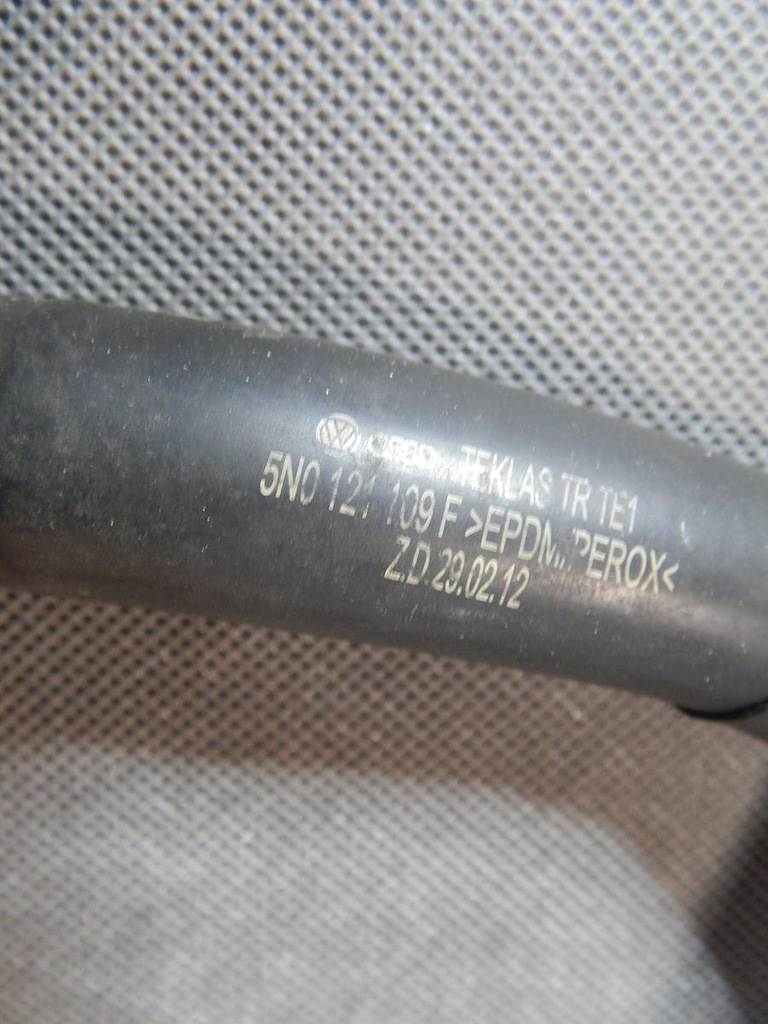 TEKLAS TR TE1
5N0 121 109 F >EPDM/PEROX<
Z.D.29.02.12